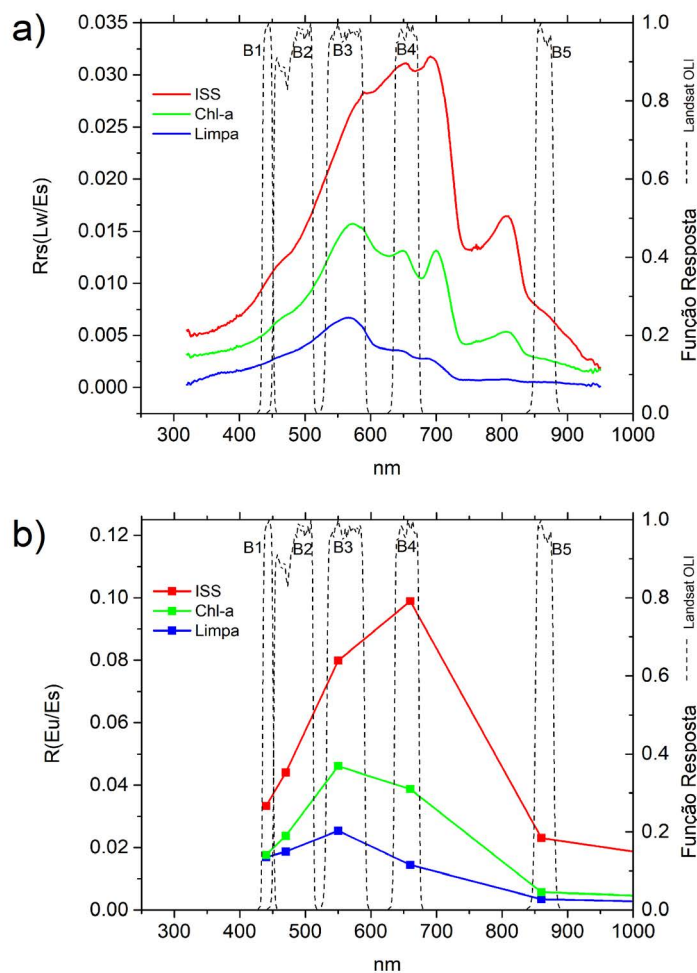 a)
0.035
0.030
0.025
0.020
0.015
0.010
0.005
0.000
Rrs(Lw/Es)
B1
B2
B3
B4
B5
ISS
Chl-a
Limpa
1.0
0.8
0.6
0.4
0.2
0.0
Função Resposta ----- Landsat OLI
300 400 500 600 700 800 900 1000
nm
b)
0.12
0.10
0.08
0.06
0.04
0.02
0.00
R(Eu/Es)
B1
B2
B3
B4
B5
ISS
Chl-a
Limpa
1.0
0.8
0.6
0.4
0.2
0.0
Função Resposta ----- Landsat OLI
300 400 500 600 700 800 900 1000
nm